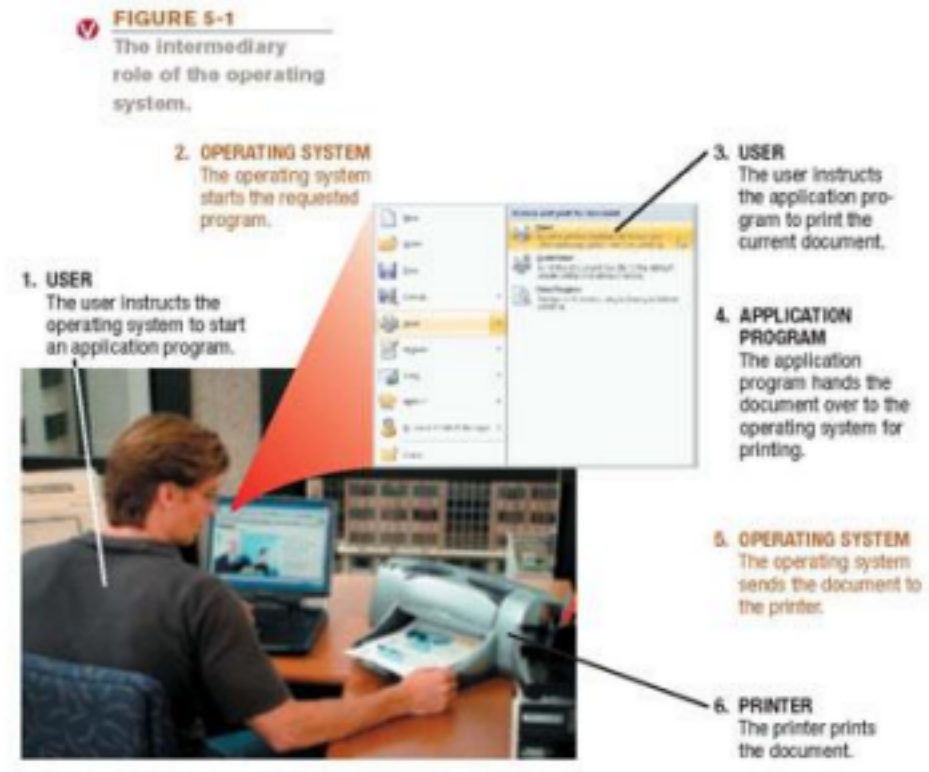 FIGURE 5-1
The intermediary
role of the operating
system.
2. OPERATING SYSTEM
The operating system
starts the requested
program.
3. USER
The user instructs
the application pro-
gram to print the
current document.
1. USER
The user instructs the
operating system to start
an application program.
4. APPLICATION
PROGRAM
The application
program hands the
document over to the
operating system for
printing.
5. OPERATING SYSTEM
The operating system
sends the document to
the printer.
6. PRINTER
The printer prints
the document.